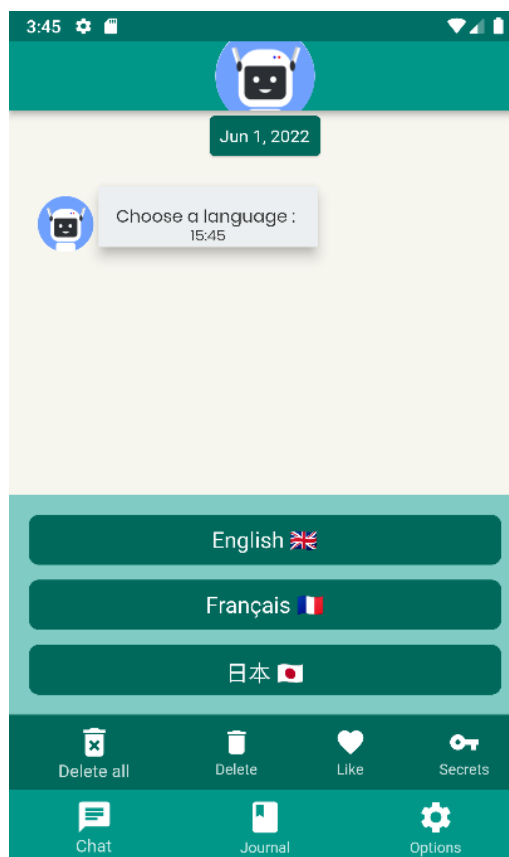 3:45
Jun 1, 2022
Choose a language :
15:45
English 🇬🇧
Français 🇫🇷
日本 🇯🇵
Delete all Delete Like Secrets
Chat Journal Options